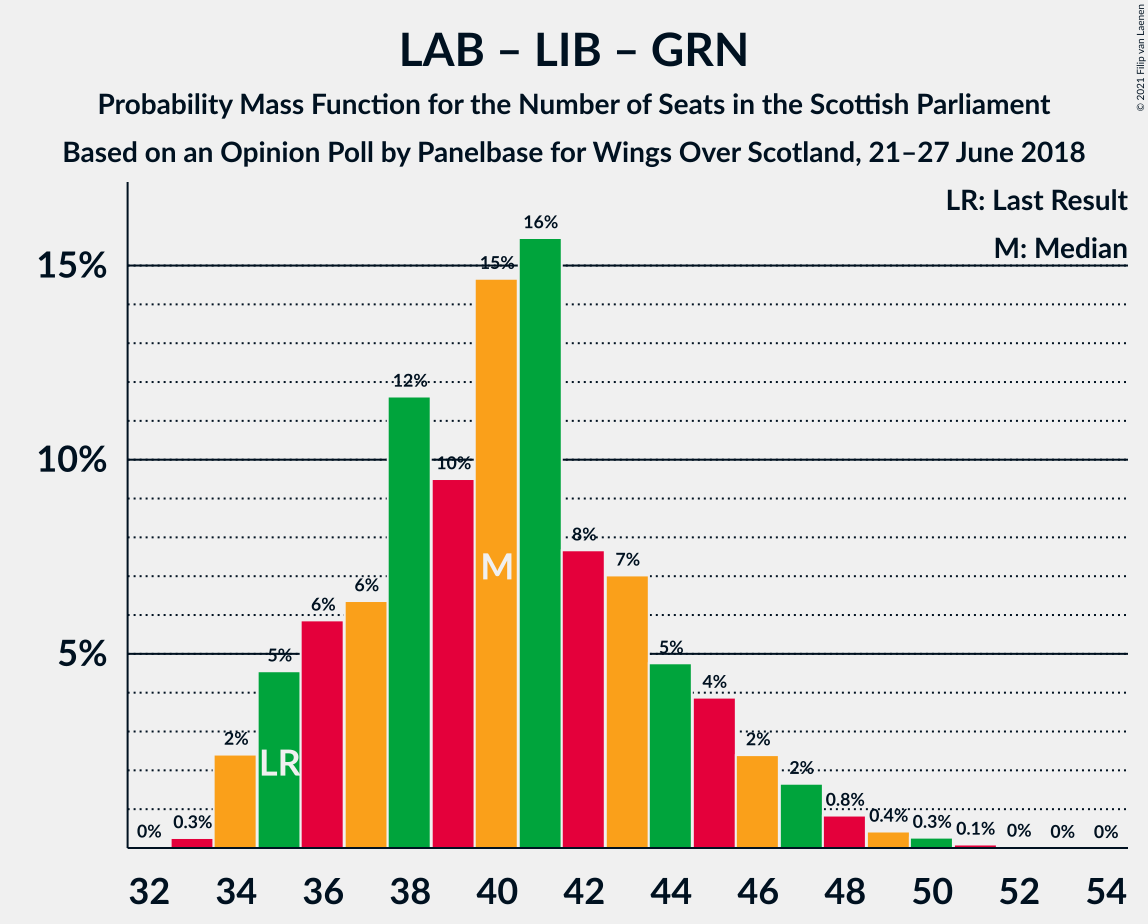 LAB – LIB – GRN
Probability Mass Function for the Number of Seats in the Scottish Parliament
Based on an Opinion Poll by Panelbase for Wings Over Scotland, 21–27 June 2018
© 2021 Filip van Laenen
LR: Last Result
M: Median
15%
10%
5%
0%
0.3%
2%
5%
6%
6%
12%
10%
15%
16%
8%
7%
5%
4%
2%
2%
0.8%
0.4%
0.3%
0.1%
0%
0%
0%
LR
M
32 34 36 38 40 42 44 46 48 50 52 54